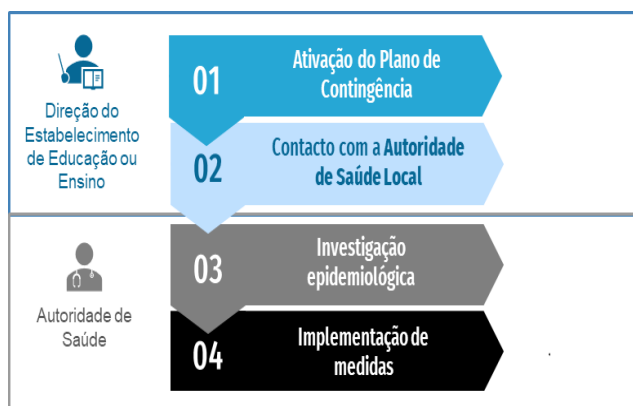 Direção do
Estabelecimento
de Educação ou
Ensino
01
Ativação do Plano de
Contingência
02
Contacto com a Autoridade
de Saúde Local
Autoridade de
Saúde
03
Investigação
epidemiológica
04
Implementação de
medidas
.